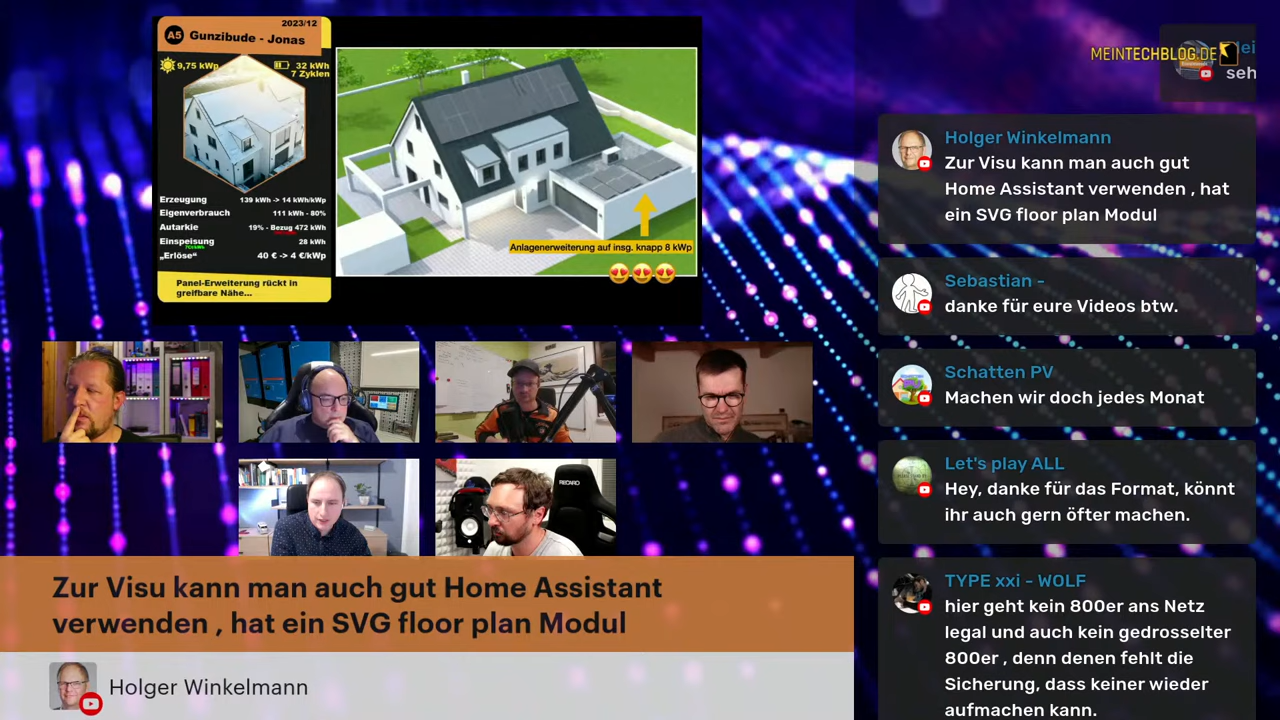 2023/12
A5 Gunzibude - Jonas
9,75 kWp
32 kWh
7 Zyklen
Erzeugung 139 kWh -> 14 kWh/kWp
Eigenverbrauch 111 kWh - 80%
Autarkie 19% - Bezug 472 kWh
Einspeisung 28 kWh
„Erlöse“ 40 € -> 4 €/kWp
Panel-Erweiterung rückt in
greifbare Nähe...
Anlagenerweiterung auf insg. knapp 8 kWp
RECARO
Zur Visu kann man auch gut Home Assistant
verwenden , hat ein SVG floor plan Modul
Holger Winkelmann
MEINTECHBLOG.DE
seh
Holger Winkelmann
Zur Visu kann man auch gut
Home Assistant verwenden , hat
ein SVG floor plan Modul
Sebastian -
danke für eure Videos btw.
Schatten PV
Machen wir doch jedes Monat
Let's play ALL
Hey, danke für das Format, könnt
ihr auch gern öfter machen.
TYPE xxi - WOLF
hier geht kein 800er ans Netz
legal und auch kein gedrosselter
800er , denn denen fehlt die
Sicherung, dass keiner wieder
aufmachen kann.